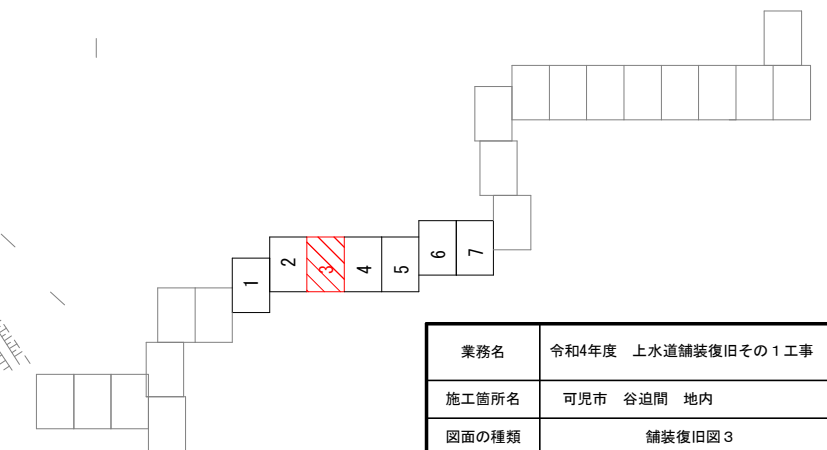 1
2
3
4
5
6
7
業務名 令和4年度 上水道舗装復旧その1工事
施工箇所名 可児市 谷迫間 地内
図面の種類 舗装復旧図3